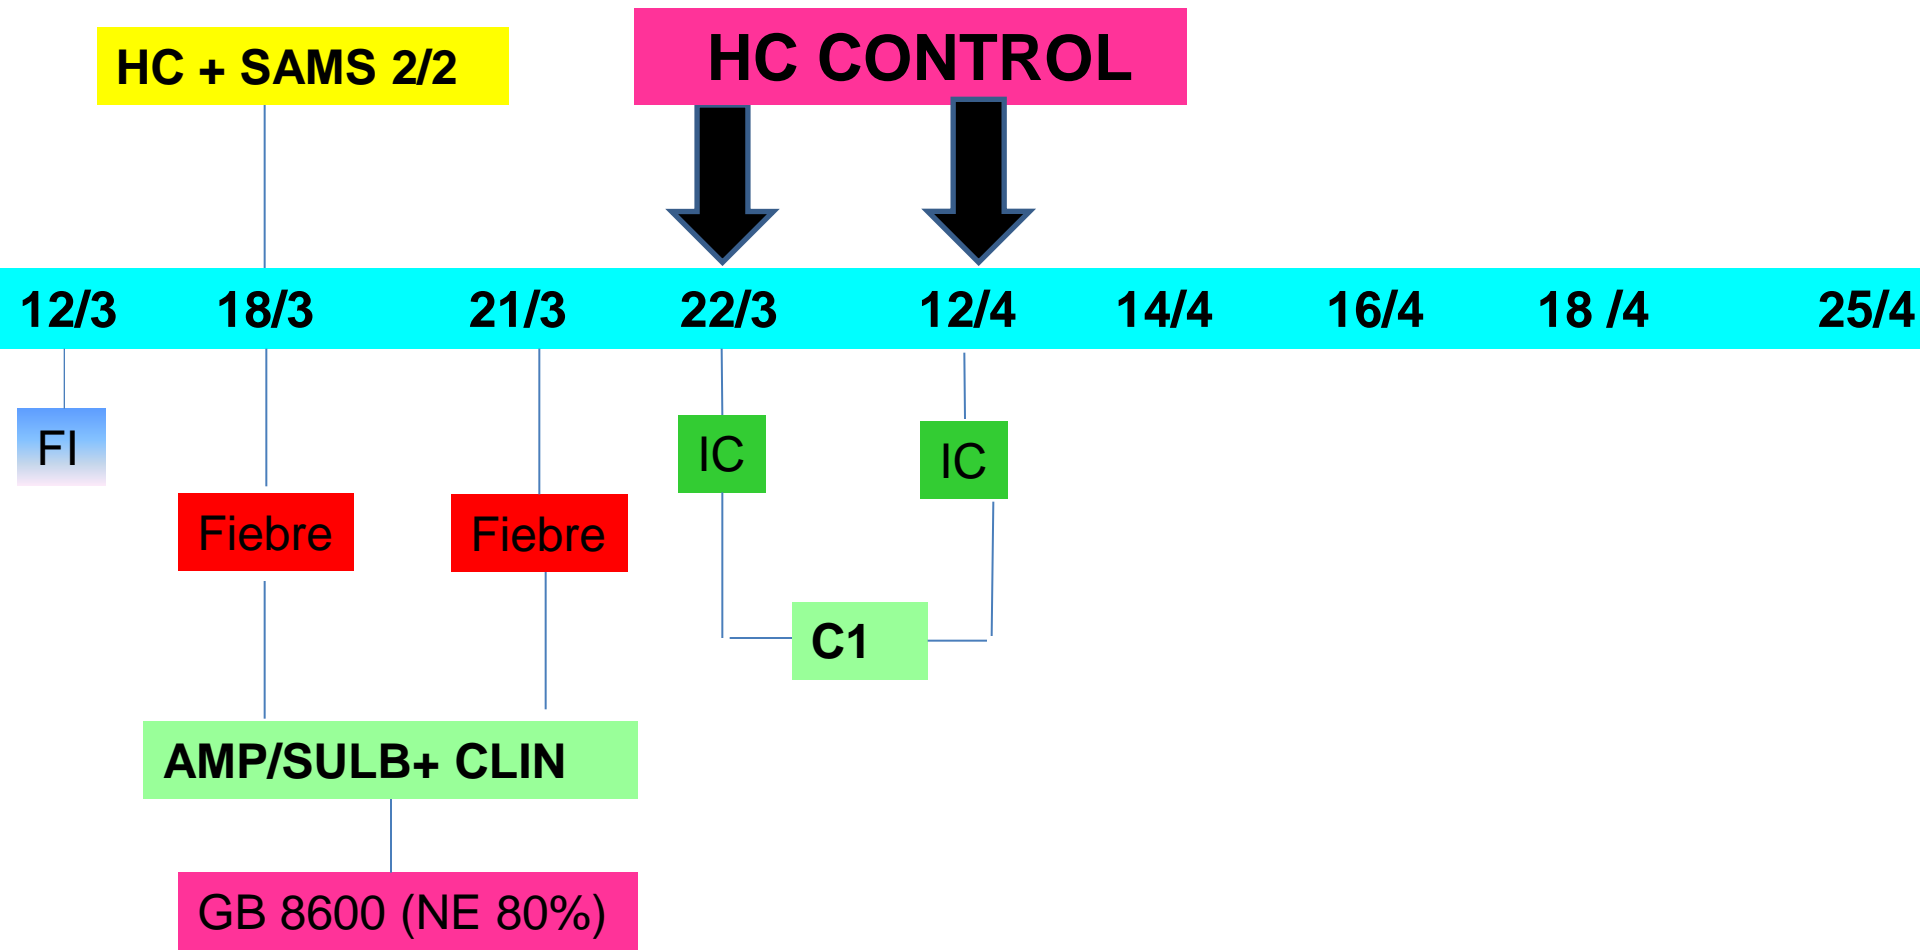 HC + SAMS 2/2
HC CONTROL
12/3 18/3 21/3 22/3 12/4 14/4 16/4 18 /4 25/4
FI
IC
IC
Fiebre
Fiebre
C1
AMP/SULB+ CLIN
GB 8600 (NE 80%)